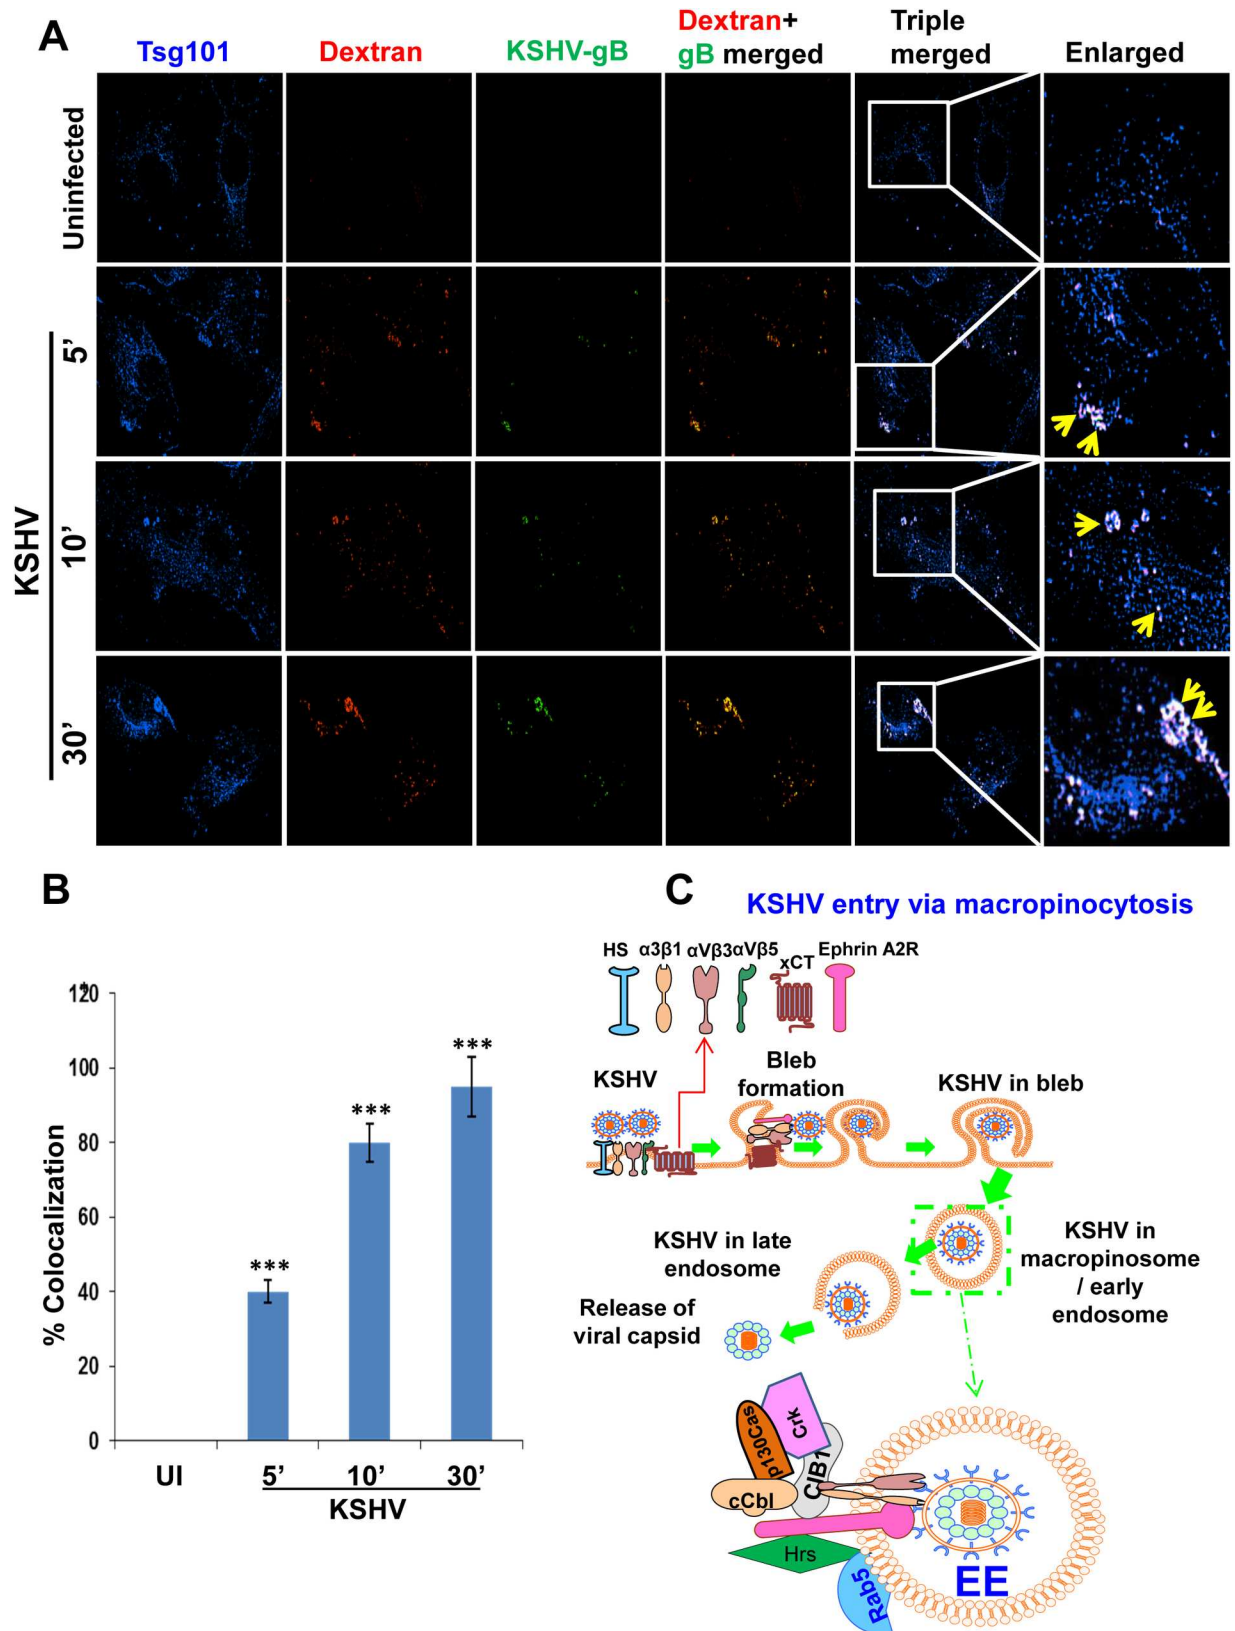 A
Tsg101
Dextran
KSHV-gB
Dextran+
gB merged
Triple
merged
Enlarged
Uninfected
KSHV
5’
10’
30’
B
% Colocalization
120
100
80
60
40
20
0
***
***
***
UI
5’
10’
30’
KSHV
C
KSHV entry via macropinocytosis
HS α3β1 αVβ3 αVβ5 xCT Ephrin A2R
KSHV
Bleb
formation
KSHV in bleb
KSHV in late
endosome
KSHV in
macropinosome
/ early
endosome
Release of
viral capsid
Crk
P130Cas
CIB1
cCbl
Hrs
Rab5
EE